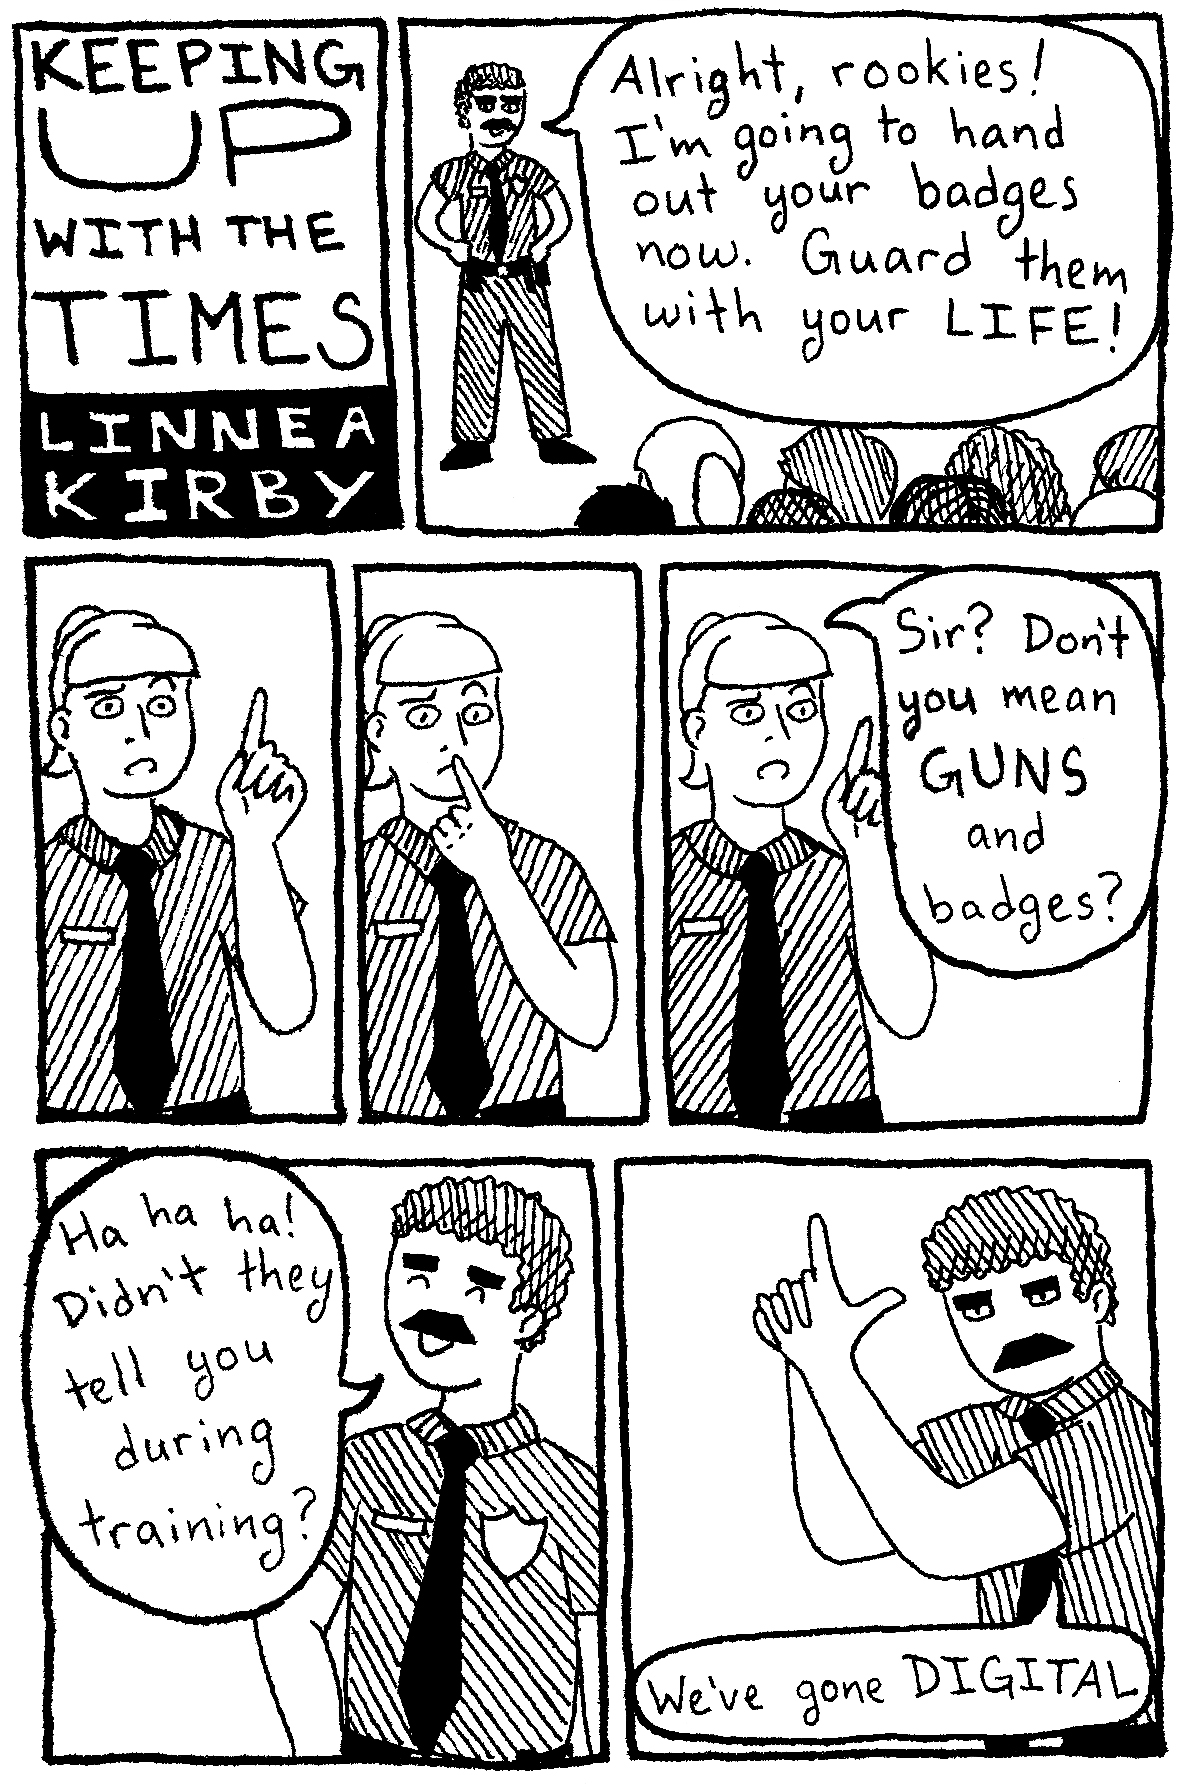 KEEPING
UP
WITH THE
TIMES
LINNEA
KIRBY
Alright, rookies!
I'm going to hand
out your badges
now. Guard them
with your LIFE!
Sir? Don't
you mean
GUNS
and
badges?
Ha ha ha!
Didn't they
tell you
during
training?
We've gone DIGITAL